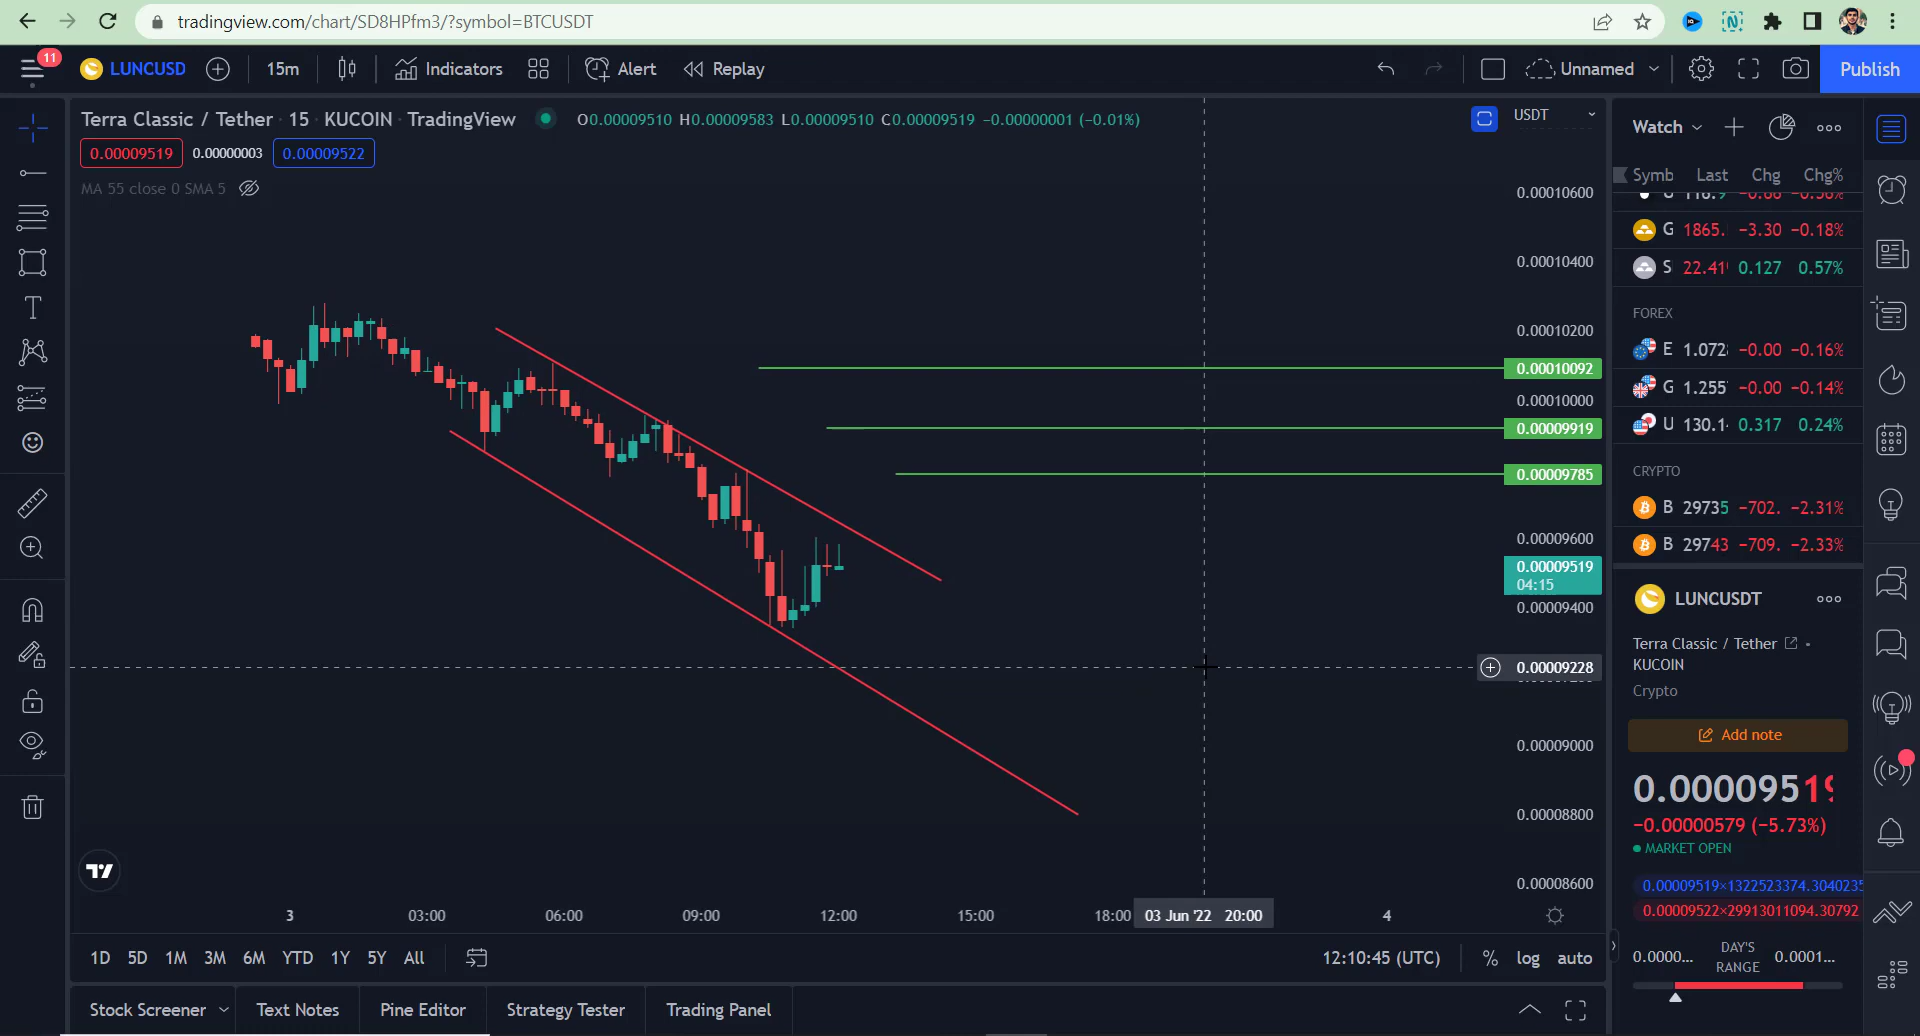 tradingview.com/chart/SD8HPfm3/?symbol=BTCUSDT
11
LUNCUSD
15m
Indicators
Alert
Replay
Unnamed
Publish
Terra Classic / Tether · 15 · KUCOIN · TradingView
O0.00009510 H0.00009583 L0.00009510 C0.00009519 −0.00000001 (−0.01%)
USDT
0.00009519
0.00000003
0.00009522
MA 55 close 0 SMA 5
0.00010600
0.00010400
0.00010200
0.00010092
0.00010000
0.00009919
0.00009785
0.00009600
0.00009519
04:15
0.00009400
0.00009228
0.00009000
0.00008800
0.00008600
3
03:00
06:00
09:00
12:00
15:00
18:00
03 Jun '22 20:00
4
1D
5D
1M
3M
6M
YTD
1Y
5Y
All
12:10:45 (UTC)
%
log
auto
Stock Screener
Text Notes
Pine Editor
Strategy Tester
Trading Panel
Watch
Symb Last Chg Chg%
G 1865. −3.30 −0.18%
S 22.41 0.127 0.57%
FOREX
E 1.072 −0.00 −0.16%
G 1.255 −0.00 −0.14%
U 130.1 0.317 0.24%
CRYPTO
B 29735 −702. −2.31%
B 29743 −709. −2.33%
LUNCUSDT
Terra Classic / Tether
KUCOIN
Crypto
Add note
0.00009519
−0.00000579 (−5.73%)
MARKET OPEN
0.00009519×1322523374.3040235
0.00009522×29913011094.30792
0.0000...
DAY'S
RANGE
0.0001...